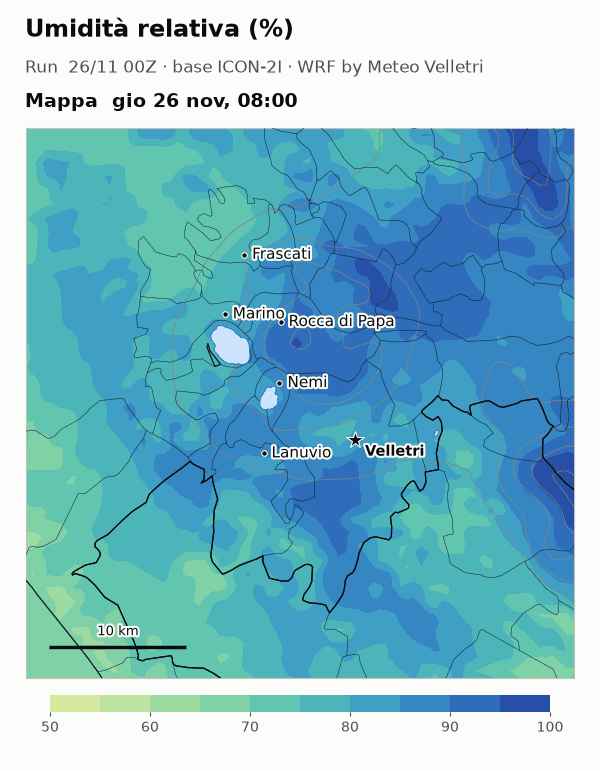 Umidità relativa (%)
Run  26/11 00Z · base ICON-2I · WRF by Meteo Velletri
Mappa  gio 26 nov, 08:00
Frascati
Marino
Rocca di Papa
Nemi
Velletri
Lanuvio
10 km
50 60 70 80 90 100